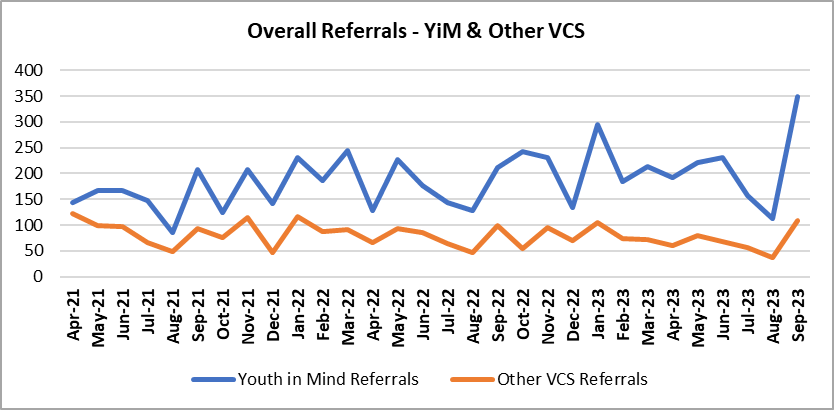 Overall Referrals - YiM & Other VCS
400
350
300
250
200
150
100
50
0
Apr-21
May-21
Jun-21
Jul-21
Aug-21
Sep-21
Oct-21
Nov-21
Dec-21
Jan-22
Feb-22
Mar-22
Apr-22
May-22
Jun-22
Jul-22
Aug-22
Sep-22
Oct-22
Nov-22
Dec-22
Jan-23
Feb-23
Mar-23
Apr-23
May-23
Jun-23
Jul-23
Aug-23
Sep-23
Youth in Mind Referrals
Other VCS Referrals